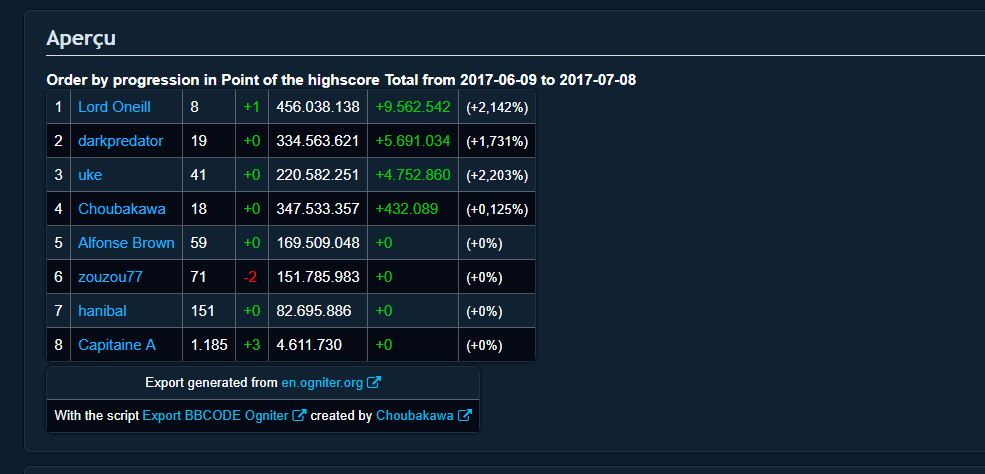 Aperçu
Order by progression in Point of the highscore Total from 2017-06-09 to 2017-07-08
1 Lord Oneill 8 +1 456.038.138 +9.562.542 (+2,142%)
2 darkpredator 19 +0 334.563.621 +5.691.034 (+1,731%)
3 uke 41 +0 220.582.251 +4.752.860 (+2,203%)
4 Choubakawa 18 +0 347.533.357 +432.089 (+0,125%)
5 Alfonse Brown 59 +0 169.509.048 +0 (+0%)
6 zouzou77 71 -2 151.785.983 +0 (+0%)
7 hanibal 151 +0 82.695.886 +0 (+0%)
8 Capitaine A 1.185 +3 4.611.730 +0 (+0%)
Export generated from en.ogniter.org
With the script Export BBCODE Ogniter created by Choubakawa